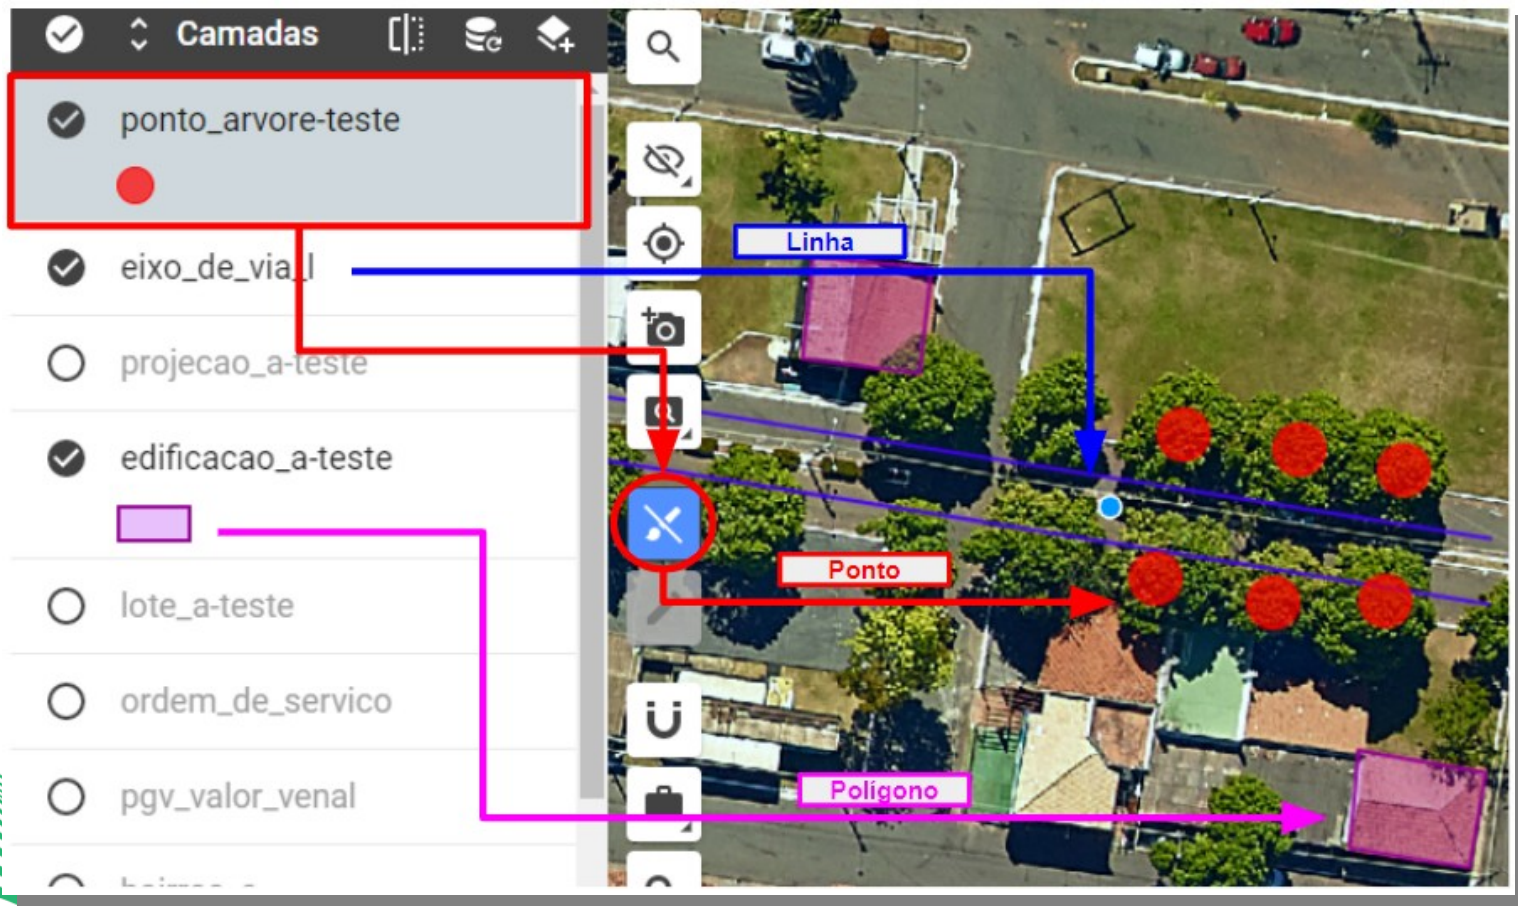 Camadas
ponto_arvore-teste
eixo_de_via_l
projecao_a-teste
edificacao_a-teste
lote_a-teste
ordem_de_servico
pgv_valor_venal
Linha
Ponto
Polígono